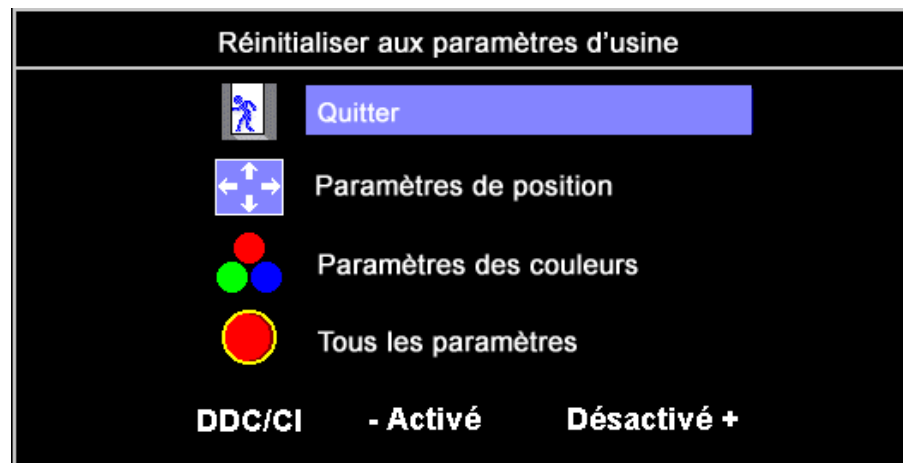 Réinitialiser aux paramètres d’usine
Quitter
Paramètres de position
Paramètres des couleurs
Tous les paramètres
DDC/CI - Activé Désactivé +